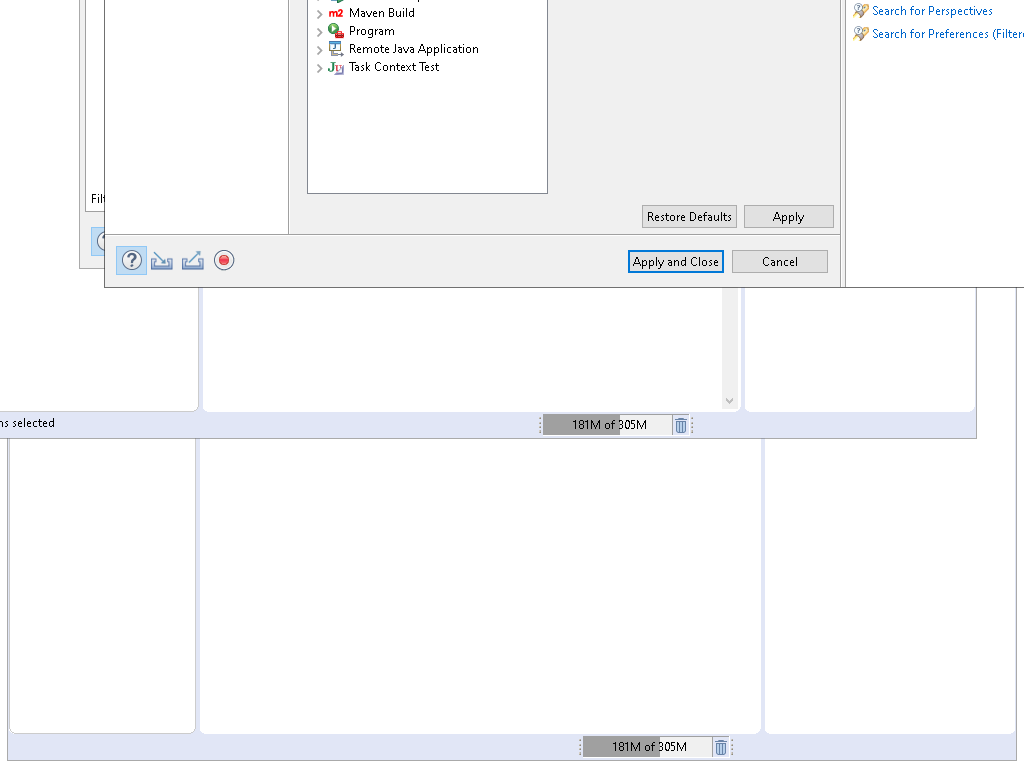 Maven Build
Program
Remote Java Application
Task Context Test
Search for Perspectives
Search for Preferences (Filter
Filt
Restore Defaults
Apply
Apply and Close
Cancel
ns selected
181M of 305M
181M of 305M